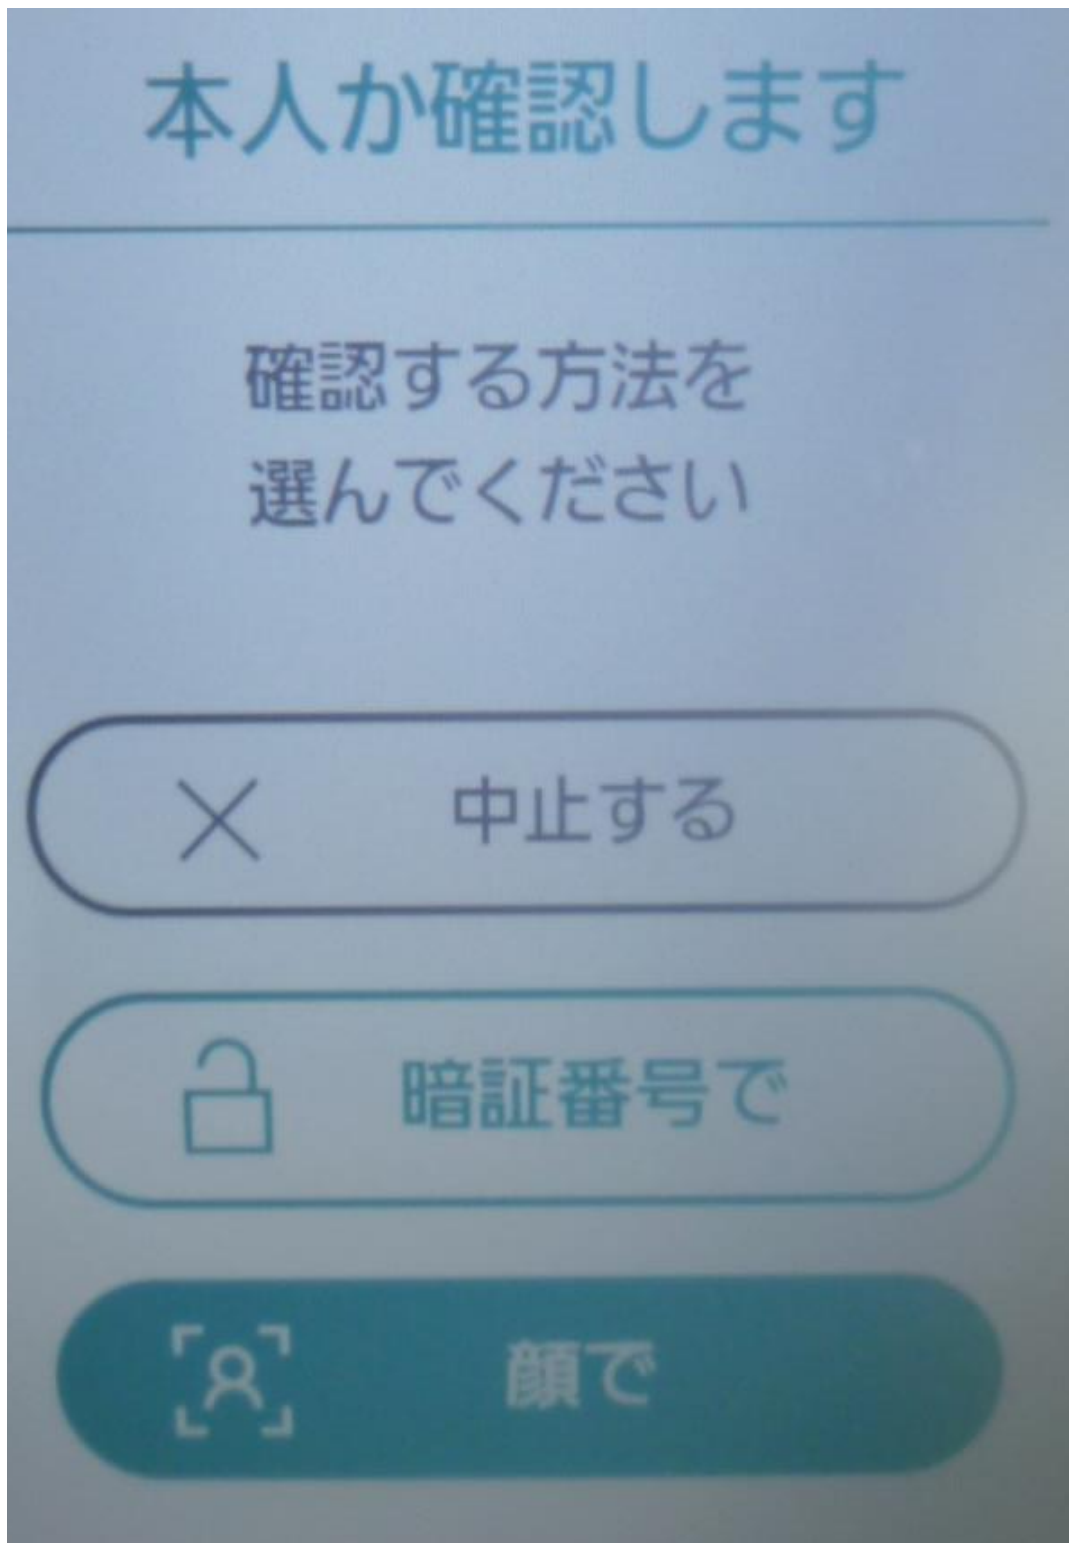 本人か確認します
確認する方法を
選んでください
中止する
暗証番号で
顔で